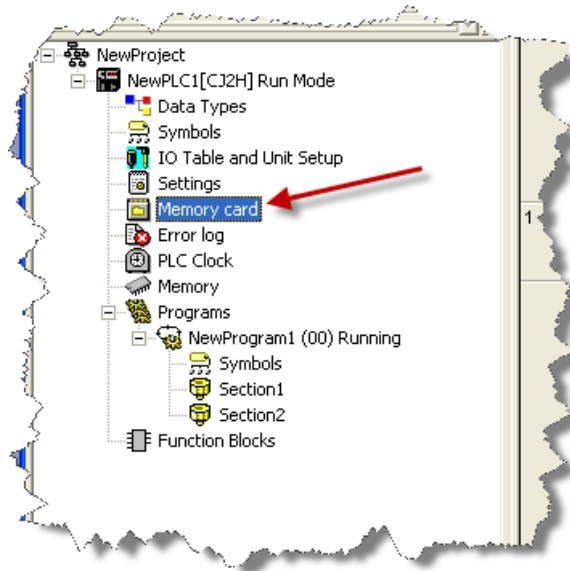 NewProject
NewPLC1[CJ2H] Run Mode
Data Types
Symbols
IO Table and Unit Setup
Settings
Memory card
1
Error log
PLC Clock
Memory
Programs
NewProgram1 (00) Running
Symbols
Section1
Section2
Function Blocks